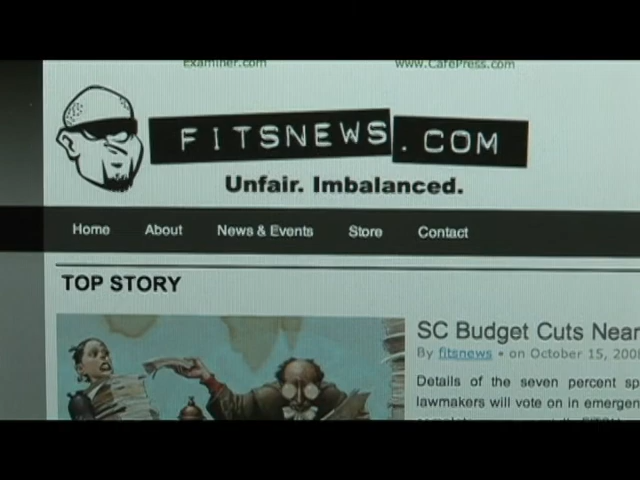 Examiner.com
www.CafePress.com
FITSNEWS.COM
Unfair. Imbalanced.
Home About News & Events Store Contact
TOP STORY
SC Budget Cuts Near
By fitsnews • on October 15, 200
Details of the seven percent sp
lawmakers will vote on in emergen